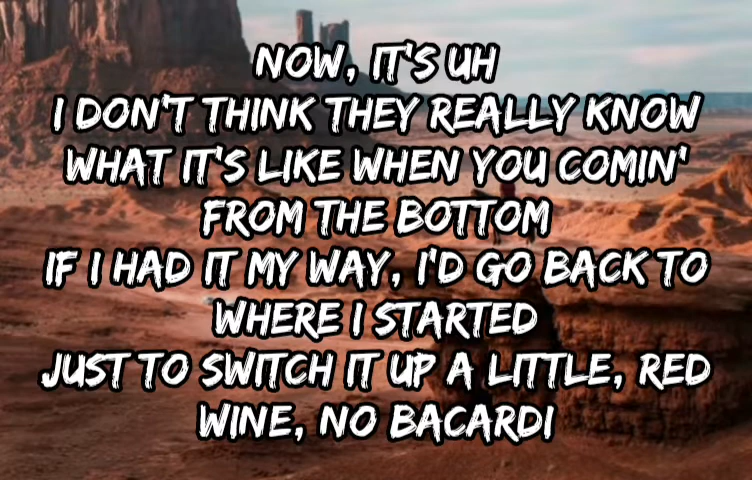 NOW, IT'S UH
I DON'T THINK THEY REALLY KNOW
WHAT IT'S LIKE WHEN YOU COMIN'
FROM THE BOTTOM
IF I HAD IT MY WAY, I'D GO BACK TO
WHERE I STARTED
JUST TO SWITCH IT UP A LITTLE, RED
WINE, NO BACARDI